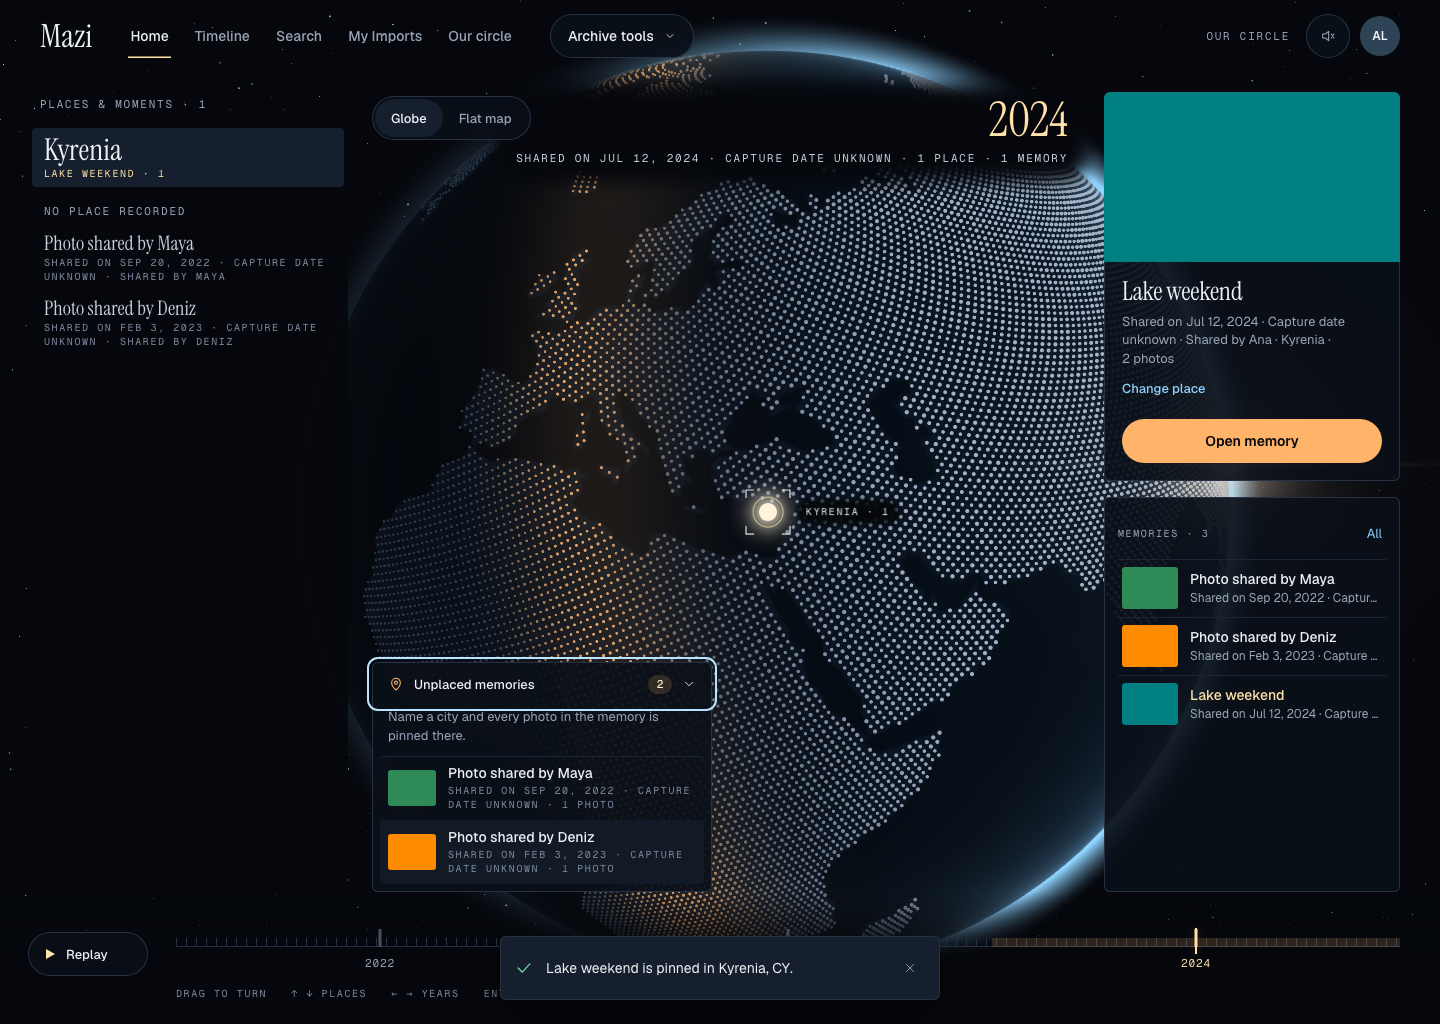 Mazi
Home
Timeline
Search
My Imports
Our circle
Archive tools
OUR CIRCLE
AL
PLACES & MOMENTS · 1
Kyrenia
LAKE WEEKEND · 1
NO PLACE RECORDED
Photo shared by Maya
SHARED ON SEP 20, 2022 · CAPTURE DATE
UNKNOWN · SHARED BY MAYA
Photo shared by Deniz
SHARED ON FEB 3, 2023 · CAPTURE DATE
UNKNOWN · SHARED BY DENIZ
Globe
Flat map
2024
SHARED ON JUL 12, 2024 · CAPTURE DATE UNKNOWN · 1 PLACE · 1 MEMORY
KYRENIA · 1
Unplaced memories
2
Name a city and every photo in the memory is
pinned there.
Photo shared by Maya
SHARED ON SEP 20, 2022 · CAPTURE
DATE UNKNOWN · 1 PHOTO
Photo shared by Deniz
SHARED ON FEB 3, 2023 · CAPTURE
DATE UNKNOWN · 1 PHOTO
Lake weekend
Shared on Jul 12, 2024 · Capture date
unknown · Shared by Ana · Kyrenia ·
2 photos
Change place
Open memory
MEMORIES · 3
All
Photo shared by Maya
Shared on Sep 20, 2022 · Captur...
Photo shared by Deniz
Shared on Feb 3, 2023 · Capture ...
Lake weekend
Shared on Jul 12, 2024 · Capture ...
Replay
2022
2024
DRAG TO TURN
↑ ↓ PLACES
← → YEARS
Lake weekend is pinned in Kyrenia, CY.